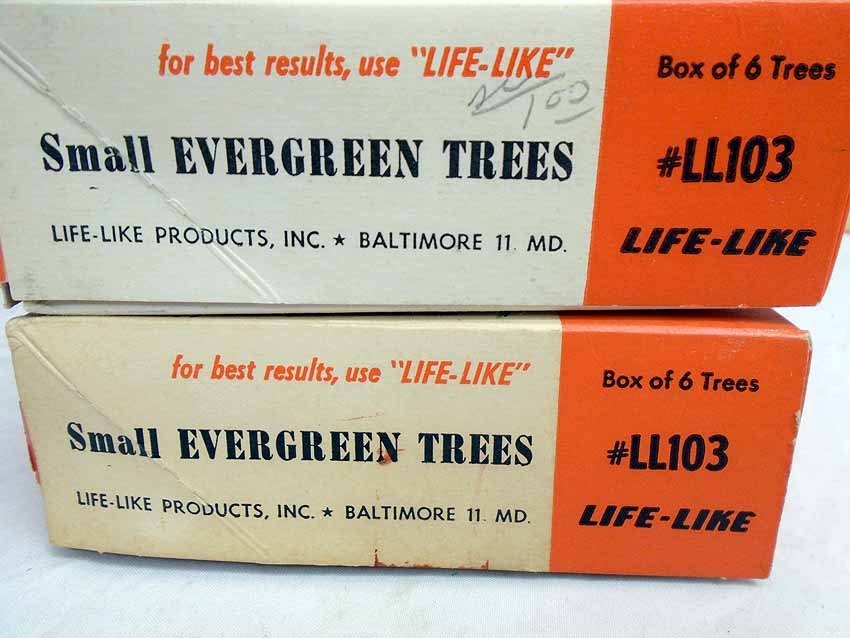 for best results, use "LIFE-LIKE"
1 00
Small EVERGREEN TREES
LIFE-LIKE PRODUCTS, INC. ★ BALTIMORE 11. MD.
Box of 6 Trees
#LL103
LIFE-LIKE
for best results, use "LIFE-LIKE"
Small EVERGREEN TREES
LIFE-LIKE PRODUCTS, INC. ★ BALTIMORE 11. MD.
Box of 6 Trees
#LL103
LIFE-LIKE